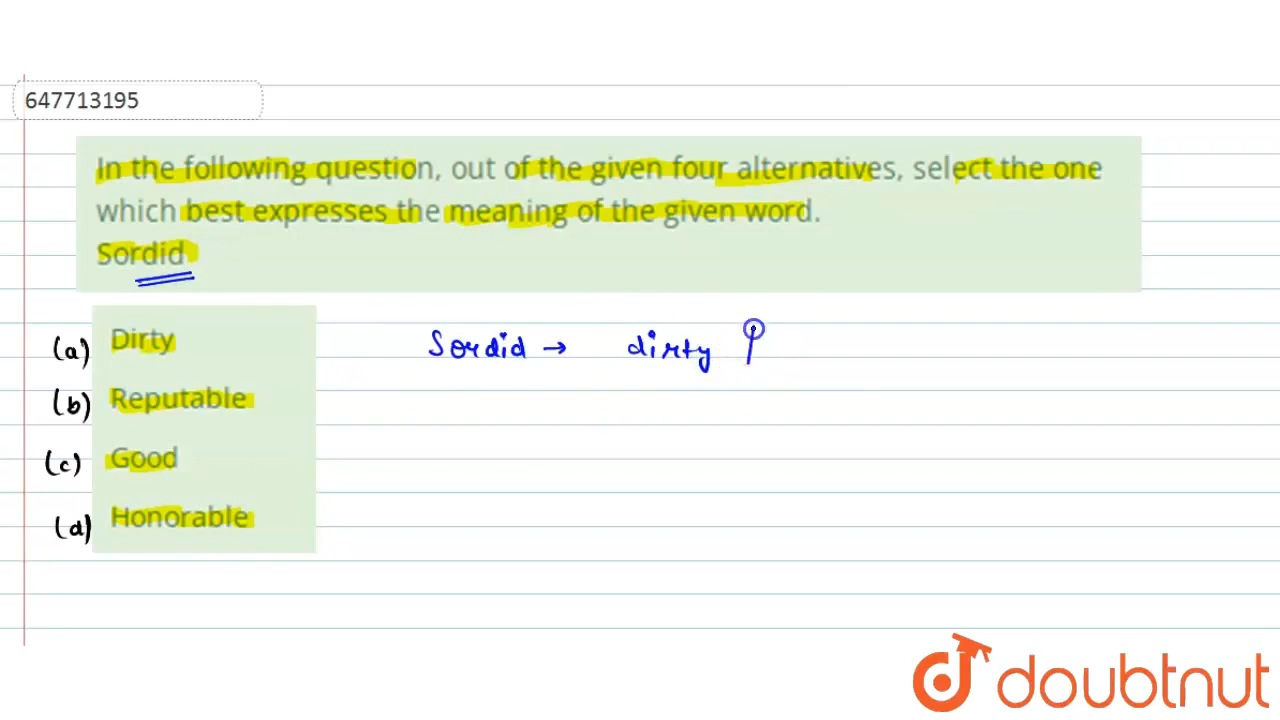 647713195
In the following question, out of the given four alternatives, select the one
which best expresses the meaning of the given word.
Sordid
(a) Dirty
Sordid → dirty
(b) Reputable
(c) Good
(d) Honorable
doubtnut